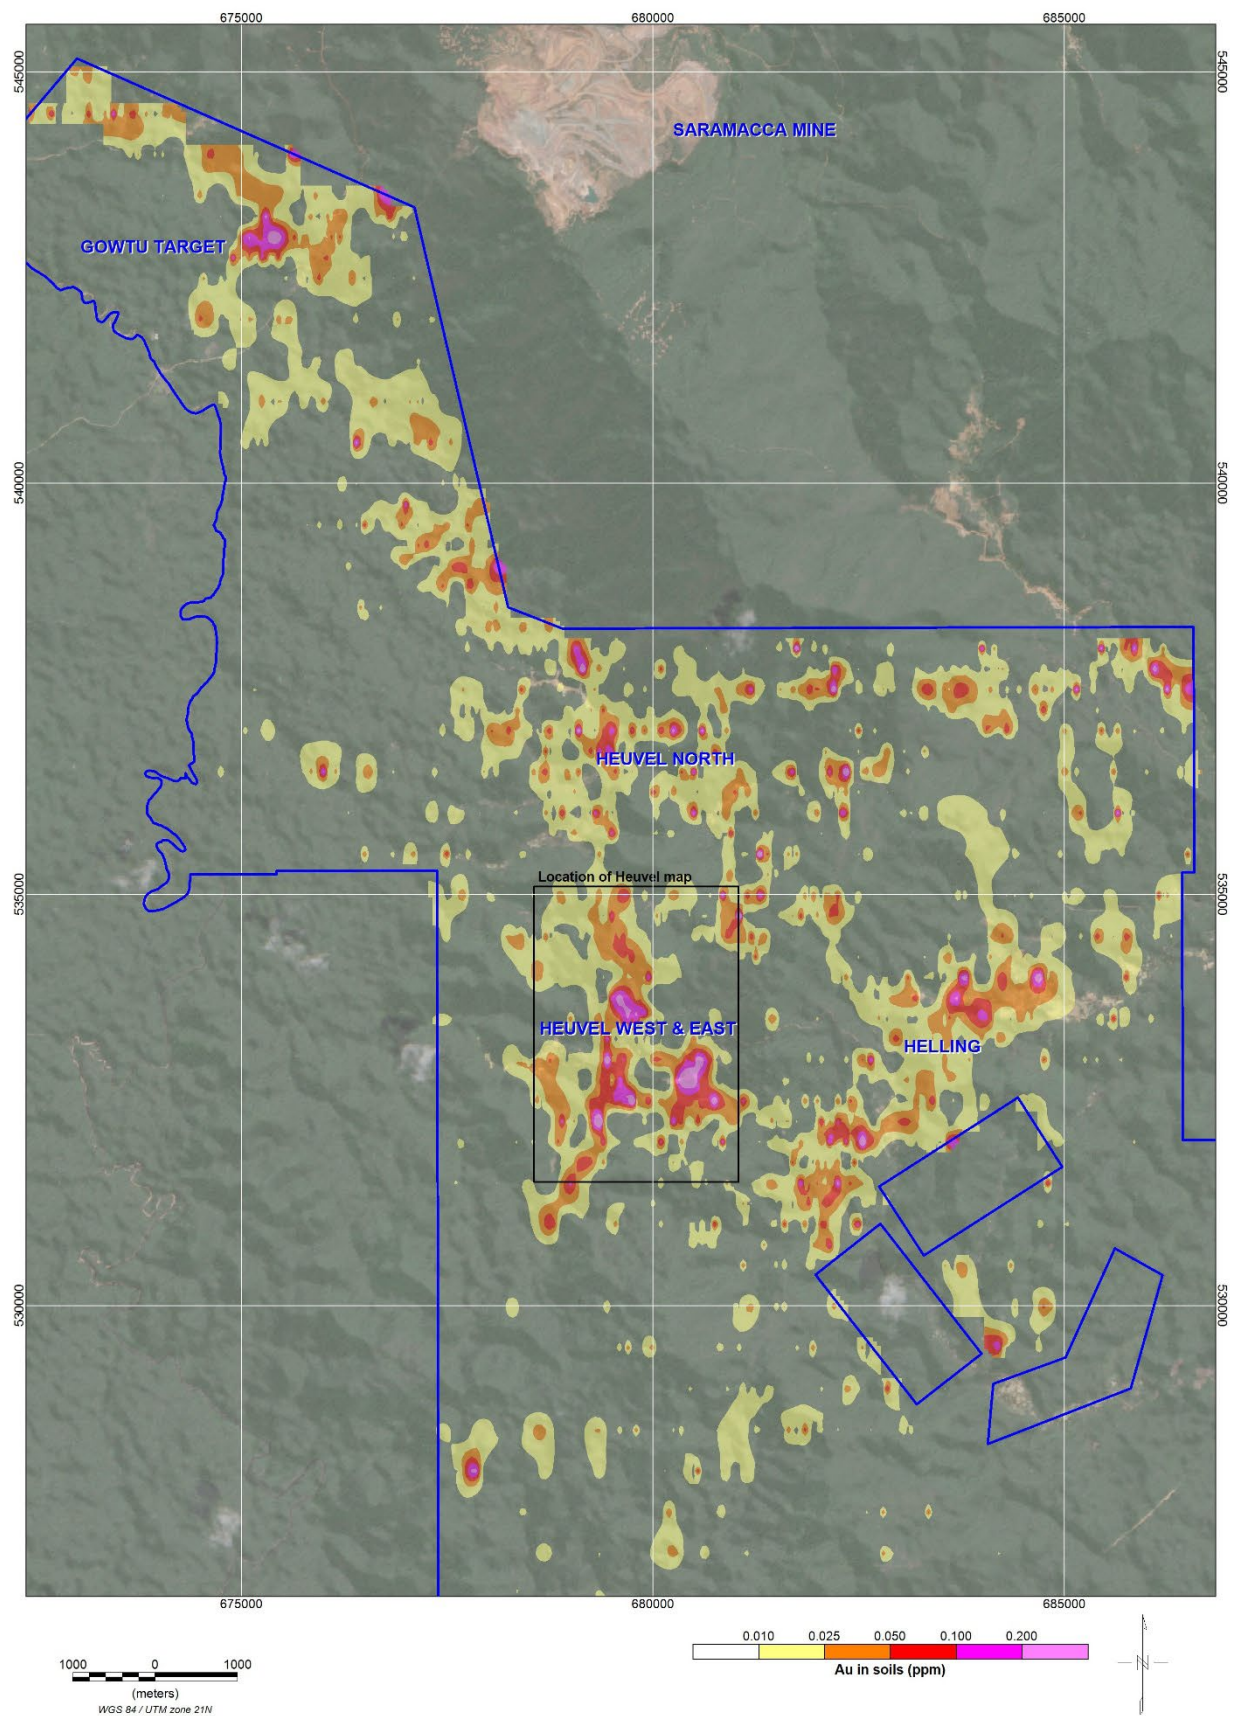 675000
680000
685000
545000
545000
SARAMACCA MINE
GOWTU TARGET
540000
540000
HEUVEL NORTH
Location of Heuvel map
535000
535000
HEUVEL WEST & EAST
HELLING
530000
530000
675000
680000
685000
1000 0 1000
(meters)
WGS 84 / UTM zone 21N
0.010 0.025 0.050 0.100 0.200
Au in soils (ppm)
N